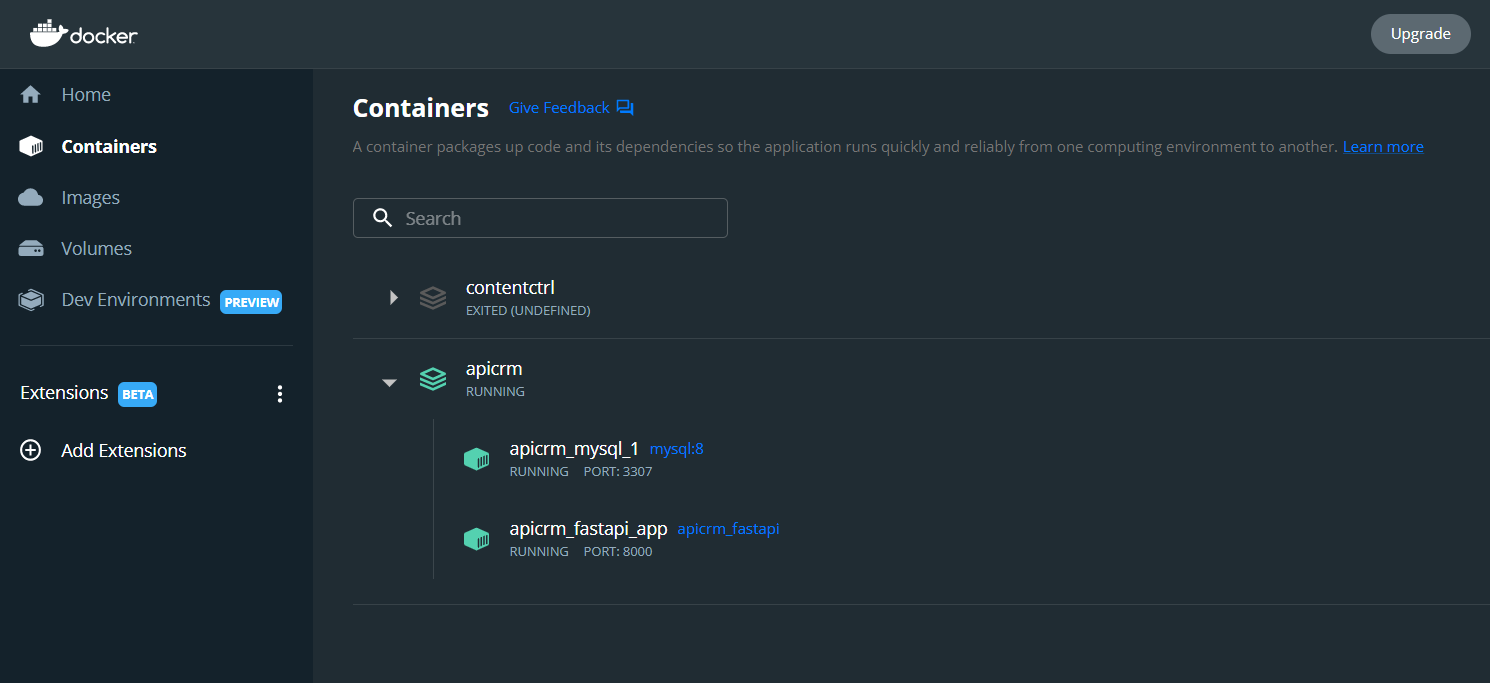 docker
Upgrade
Home
Containers
Images
Volumes
Dev Environments PREVIEW
Extensions BETA
Add Extensions
Containers Give Feedback
A container packages up code and its dependencies so the application runs quickly and reliably from one computing environment to another. Learn more
Search
contentctrl
EXITED (UNDEFINED)
apicrm
RUNNING
apicrm_mysql_1 mysql:8
RUNNING PORT: 3307
apicrm_fastapi_app apicrm_fastapi
RUNNING PORT: 8000